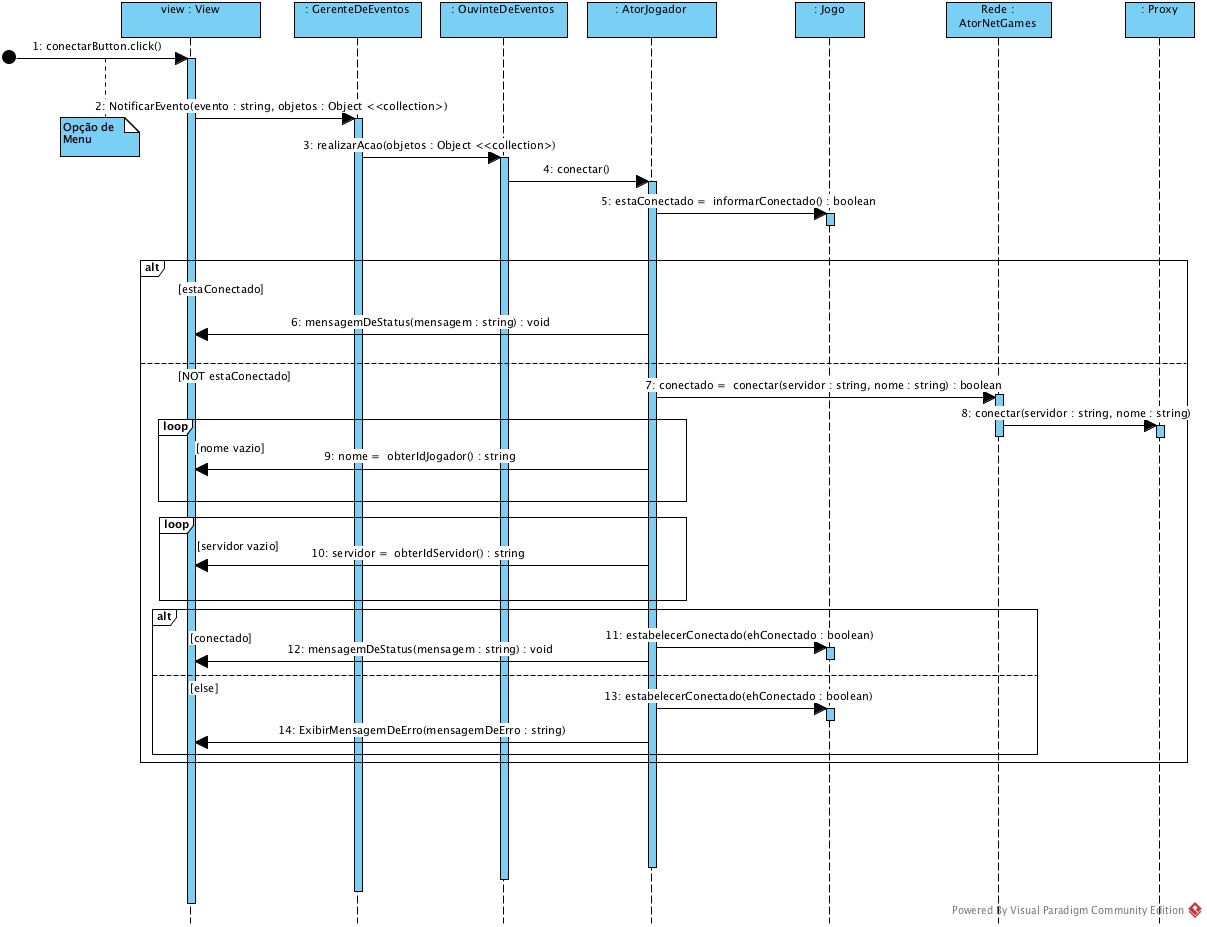 view : View
: GerenteDeEventos
: OuvinteDeEventos
: AtorJogador
: Jogo
Rede :
AtorNetGames
: Proxy
1: conectarButton.click()
2: NotificarEvento(evento : string, objetos : Object <<collection>)
Opção de
Menu
3: realizarAcao(objetos : Object <<collection>)
4: conectar()
5: estaConectado = informarConectado() : boolean
alt
[estaConectado]
6: mensagemDeStatus(mensagem : string) : void
[NOT estaConectado]
7: conectado = conectar(servidor : string, nome : string) : boolean
8: conectar(servidor : string, nome : string)
loop
[nome vazio]
9: nome = obterIdJogador() : string
loop
[servidor vazio]
10: servidor = obterIdServidor() : string
alt
[conectado]
11: estabelecerConectado(ehConectado : boolean)
12: mensagemDeStatus(mensagem : string) : void
[else]
13: estabelecerConectado(ehConectado : boolean)
14: ExibirMensagemDeErro(mensagemDeErro : string)
Powered By Visual Paradigm Community Edition